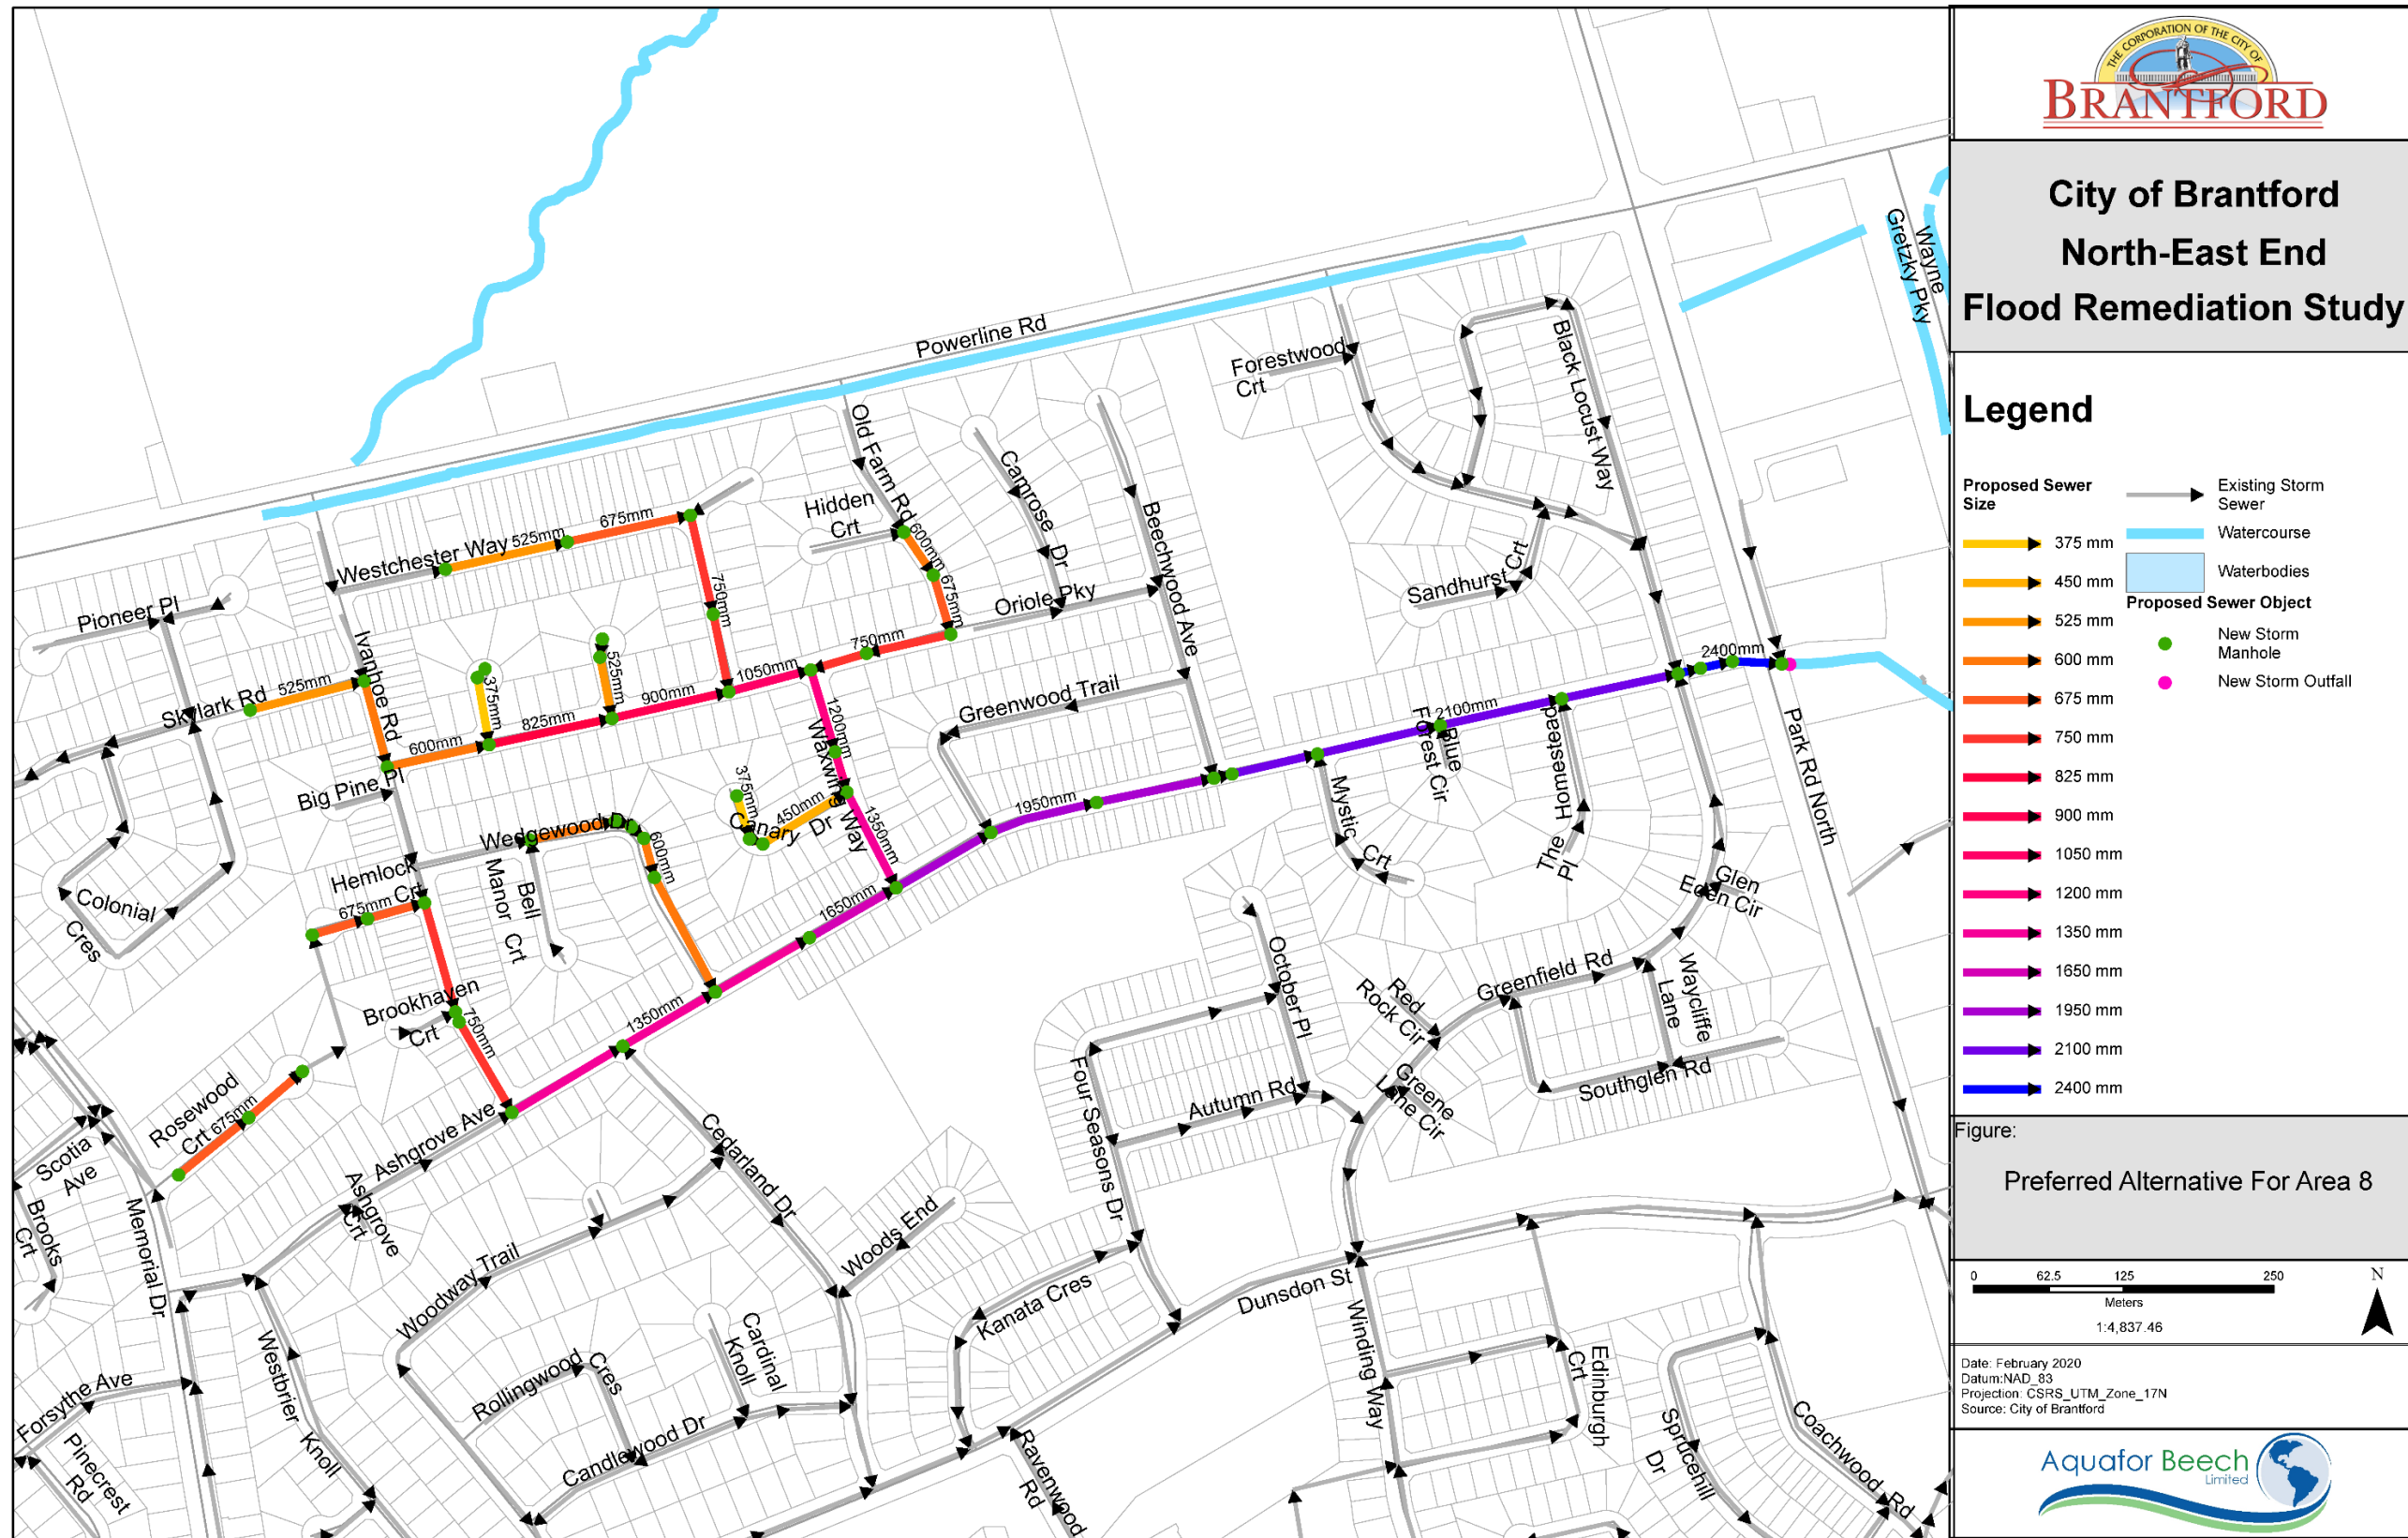 THE CORPORATION OF THE CITY OF
BRANTFORD
City of Brantford
North-East End
Flood Remediation Study
Legend
Proposed Sewer
Size
375 mm
450 mm
525 mm
600 mm
675 mm
750 mm
825 mm
900 mm
1050 mm
1200 mm
1350 mm
1650 mm
1950 mm
2100 mm
2400 mm
Existing Storm
Sewer
Watercourse
Waterbodies
Proposed Sewer Object
New Storm
Manhole
New Storm Outfall
Figure:
Preferred Alternative For Area 8
0 62.5 125 250
Meters
1:4,837.46
N
Date: February 2020
Datum:NAD_83
Projection: CSRS_UTM_Zone_17N
Source: City of Brantford
Aquafor Beech
Limited
Wayne
Gretzky Pky
Powerline Rd
Forestwood
Crt
Black Locust Way
Old Farm Rd
Hidden
Crt
Camrose Dr
Beechwood Ave
600mm
675mm
Westchester Way
525mm
675mm
750mm
Oriole Pky
Sandhurst Crt
Pioneer Pl
Ivanhoe Rd
Skylark Rd
525mm
375mm
525mm
600mm
825mm
900mm
1050mm
750mm
1200mm
Waxwing Way
Greenwood Trail
2400mm
2100mm
Blue
Forest Cir
The Homestead
Pl
Park Rd North
Big Pine Pl
375mm
450mm
Canary Dr
1350mm
1950mm
Mystic
Crt
Wedgewood Dr
600mm
Hemlock
Crt
675mm
Bell
Manor Crt
1650mm
Colonial
Cres
Glen
Eden Cir
October Pl
Greenfield Rd
Waycliffe
Lane
Red
Rock Cir
Brookhaven
Crt
750mm
1350mm
Southglen Rd
Greene
Lane Cir
Autumn Rd
Four Seasons Dr
Rosewood
Crt
675mm
Ashgrove Ave
Cedarland Dr
Scotia
Ave
Brooks
Crt
Memorial Dr
Ashgrove
Crt
Woods End
Woodway Trail
Kanata Cres
Dunsdon St
Winding Way
Westbrier Knoll
Cardinal
Knoll
Rollingwood Cres
Candlewood Dr
Edinburgh
Crt
Forsythe Ave
Pinecrest
Rd
Ravenwood
Rd
Sprucehill
Dr
Coachwood Rd